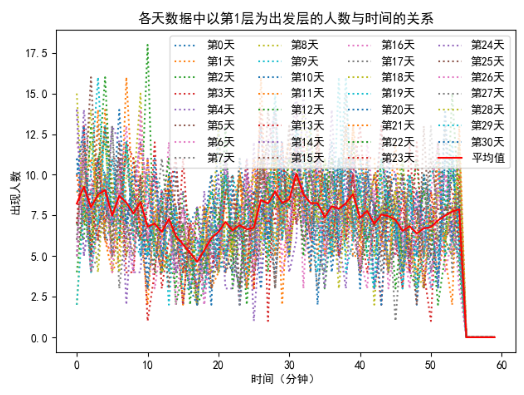 各天数据中以第1层为出发层的人数与时间的关系
出现人数
17.5
15.0
12.5
10.0
7.5
5.0
2.5
0.0
第0天 第8天 第16天 第24天
第1天 第9天 第17天 第25天
第2天 第10天 第18天 第26天
第3天 第11天 第19天 第27天
第4天 第12天 第20天 第28天
第5天 第13天 第21天 第29天
第6天 第14天 第22天 第30天
第7天 第15天 第23天 平均值
0 10 20 30 40 50 60
时间（分钟）